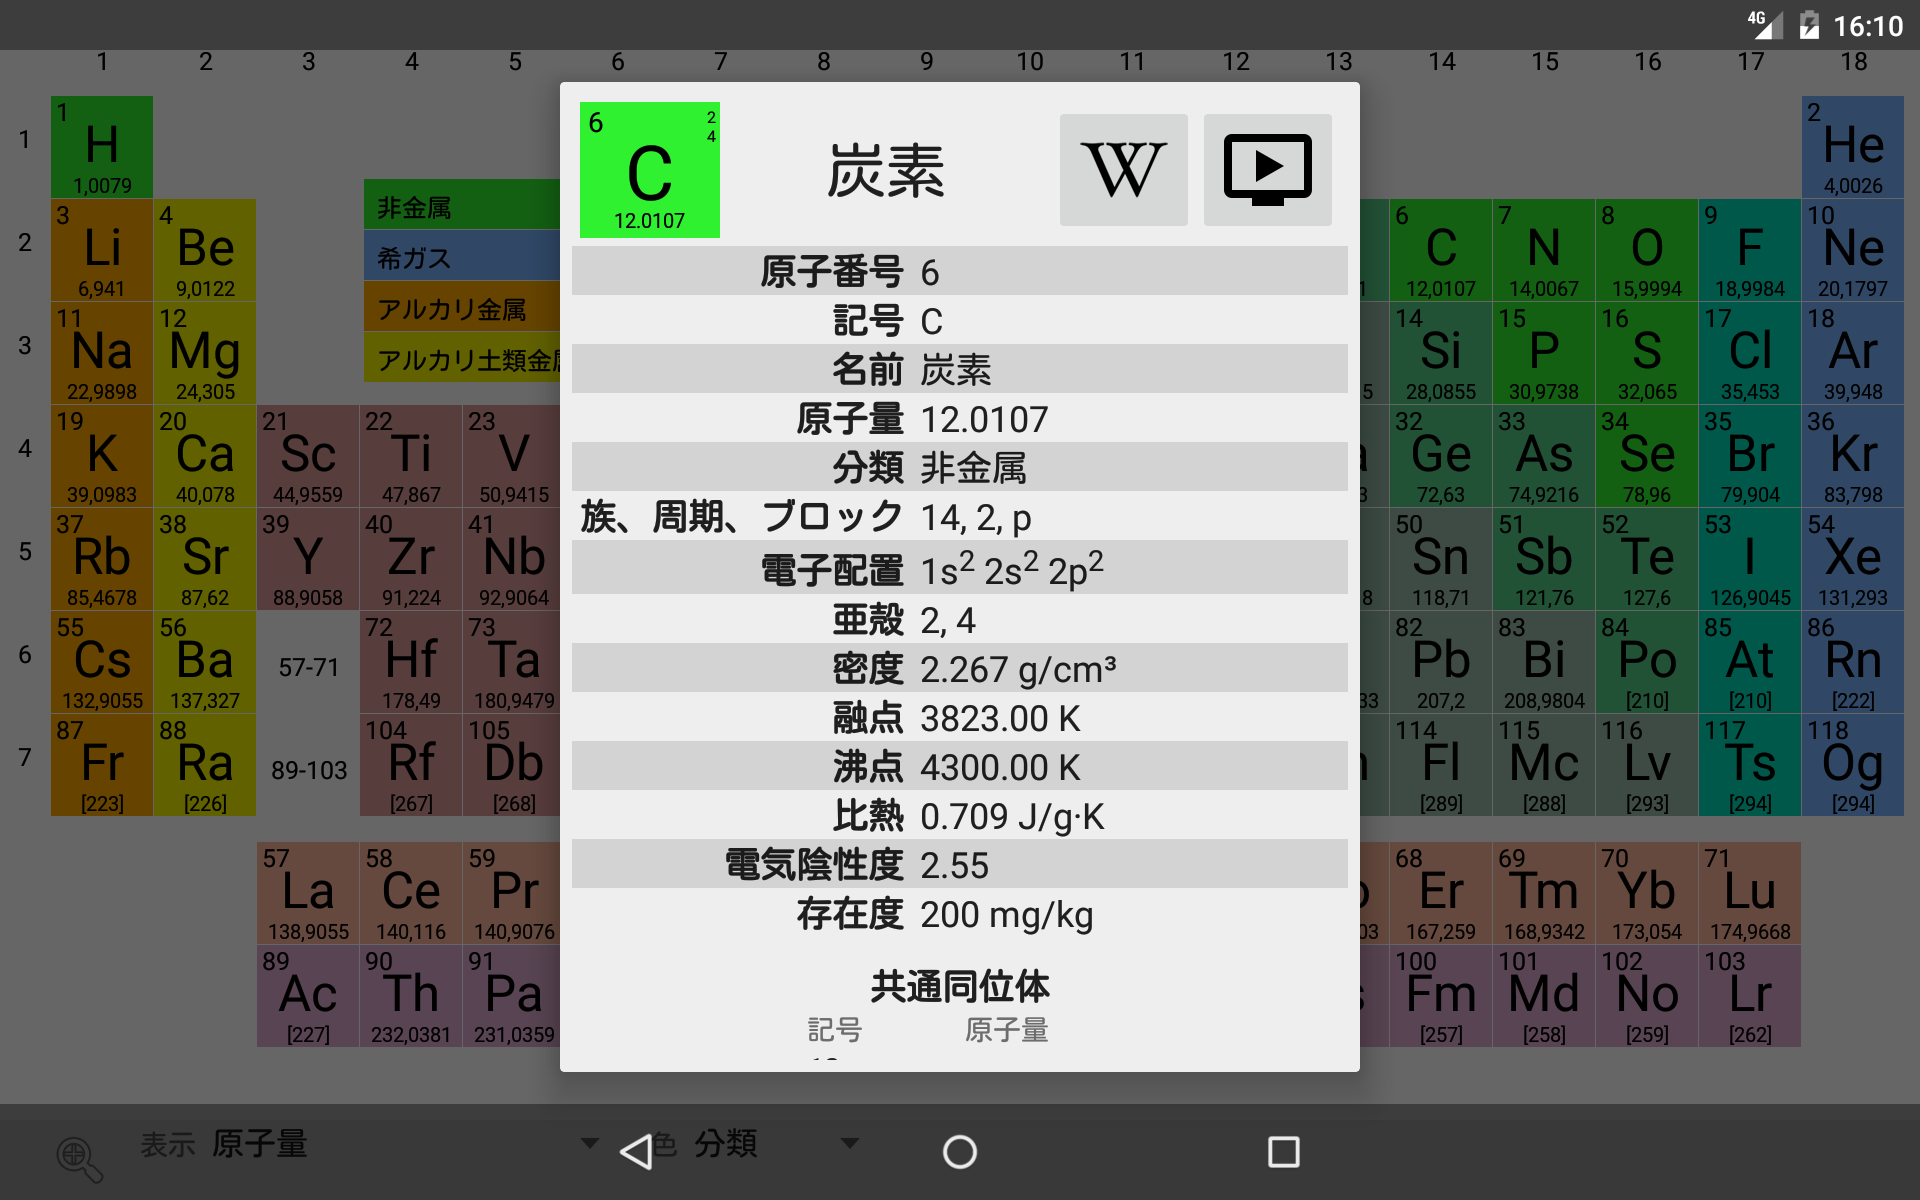 4G 16:10
1 2 3 4 5 6 7 8 9 10 11 12 13 14 15 16 17 18
1
1 H 1,0079
2 He 4,0026
2
3 Li 6,941
4 Be 9,0122
6 C 12,0107
7 N 14,0067
8 O 15,9994
9 F 18,9984
10 Ne 20,1797
3
11 Na 22,9898
12 Mg 24,305
14 Si 28,0855
15 P 30,9738
16 S 32,065
17 Cl 35,453
18 Ar 39,948
4
19 K 39,0983
20 Ca 40,078
21 Sc 44,9559
22 Ti 47,867
23 V 50,9415
32 Ge 72,63
33 As 74,9216
34 Se 78,96
35 Br 79,904
36 Kr 83,798
5
37 Rb 85,4678
38 Sr 87,62
39 Y 88,9058
40 Zr 91,224
41 Nb 92,9064
50 Sn 118,71
51 Sb 121,76
52 Te 127,6
53 I 126,9045
54 Xe 131,293
6
55 Cs 132,9055
56 Ba 137,327
57-71
72 Hf 178,49
73 Ta 180,9479
82 Pb 207,2
83 Bi 208,9804
84 Po [210]
85 At [210]
86 Rn [222]
7
87 Fr [223]
88 Ra [226]
89-103
104 Rf [267]
105 Db [268]
114 Fl [289]
115 Mc [288]
116 Lv [293]
117 Ts [294]
118 Og [294]
57 La 138,9055
58 Ce 140,116
59 Pr 140,9076
68 Er 167,259
69 Tm 168,9342
70 Yb 173,054
71 Lu 174,9668
89 Ac [227]
90 Th 232,0381
91 Pa 231,0359
100 Fm [257]
101 Md [258]
102 No [259]
103 Lr [262]
非金属
希ガス
アルカリ金属
アルカリ土類金属
6 2 4
C
12.0107
炭素
W
原子番号 6
記号 C
名前 炭素
原子量 12.0107
分類 非金属
族、周期、ブロック 14, 2, p
電子配置 1s² 2s² 2p²
亜殻 2, 4
密度 2.267 g/cm³
融点 3823.00 K
沸点 4300.00 K
比熱 0.709 J/g·K
電気陰性度 2.55
存在度 200 mg/kg
共通同位体
記号 原子量
表示 原子量 色 分類